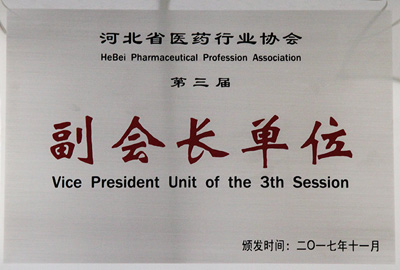 河北省医药行业协会
HeBei Pharmaceutical Profession Association
第三届
副会长单位
Vice President Unit of the 3th Session
颁发时间：二〇一七年十一月